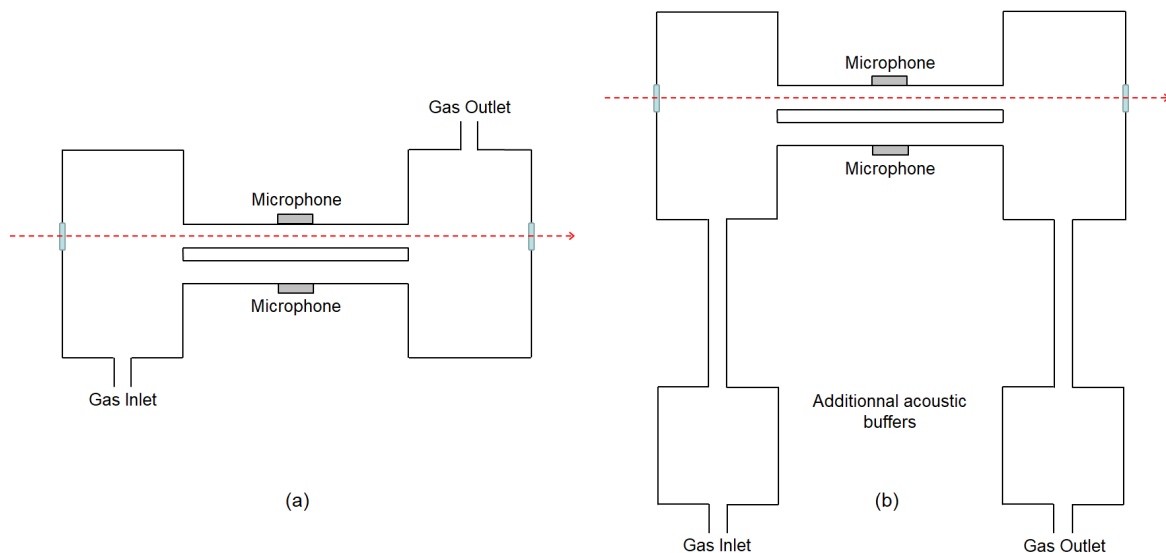 Gas Outlet
Microphone
Microphone
Gas Inlet
(a)
Microphone
Microphone
Additionnal acoustic
buffers
(b)
Gas Inlet
Gas Outlet